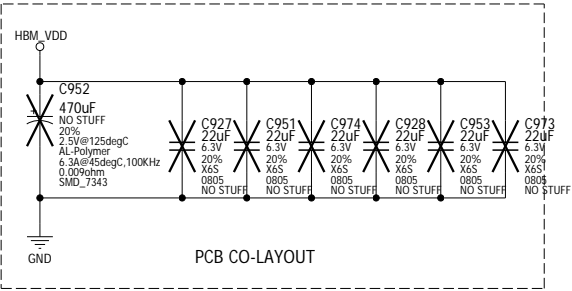 HBM_VDD
C952
470uF
NO STUFF
20%
2.5V@125degC
AL-Polymer
6.3A@45degC,100KHz
0.009ohm
SMD_7343
C927
22uF
6.3V
20%
X6S
0805
NO STUFF
C951
22uF
6.3V
20%
X6S
0805
NO STUFF
C974
22uF
6.3V
20%
X6S
0805
NO STUFF
C928
22uF
6.3V
20%
X6S
0805
NO STUFF
C953
22uF
6.3V
20%
X6S
0805
NO STUFF
C973
22uF
6.3V
20%
X6S
0805
NO STUFF
GND
PCB CO-LAYOUT